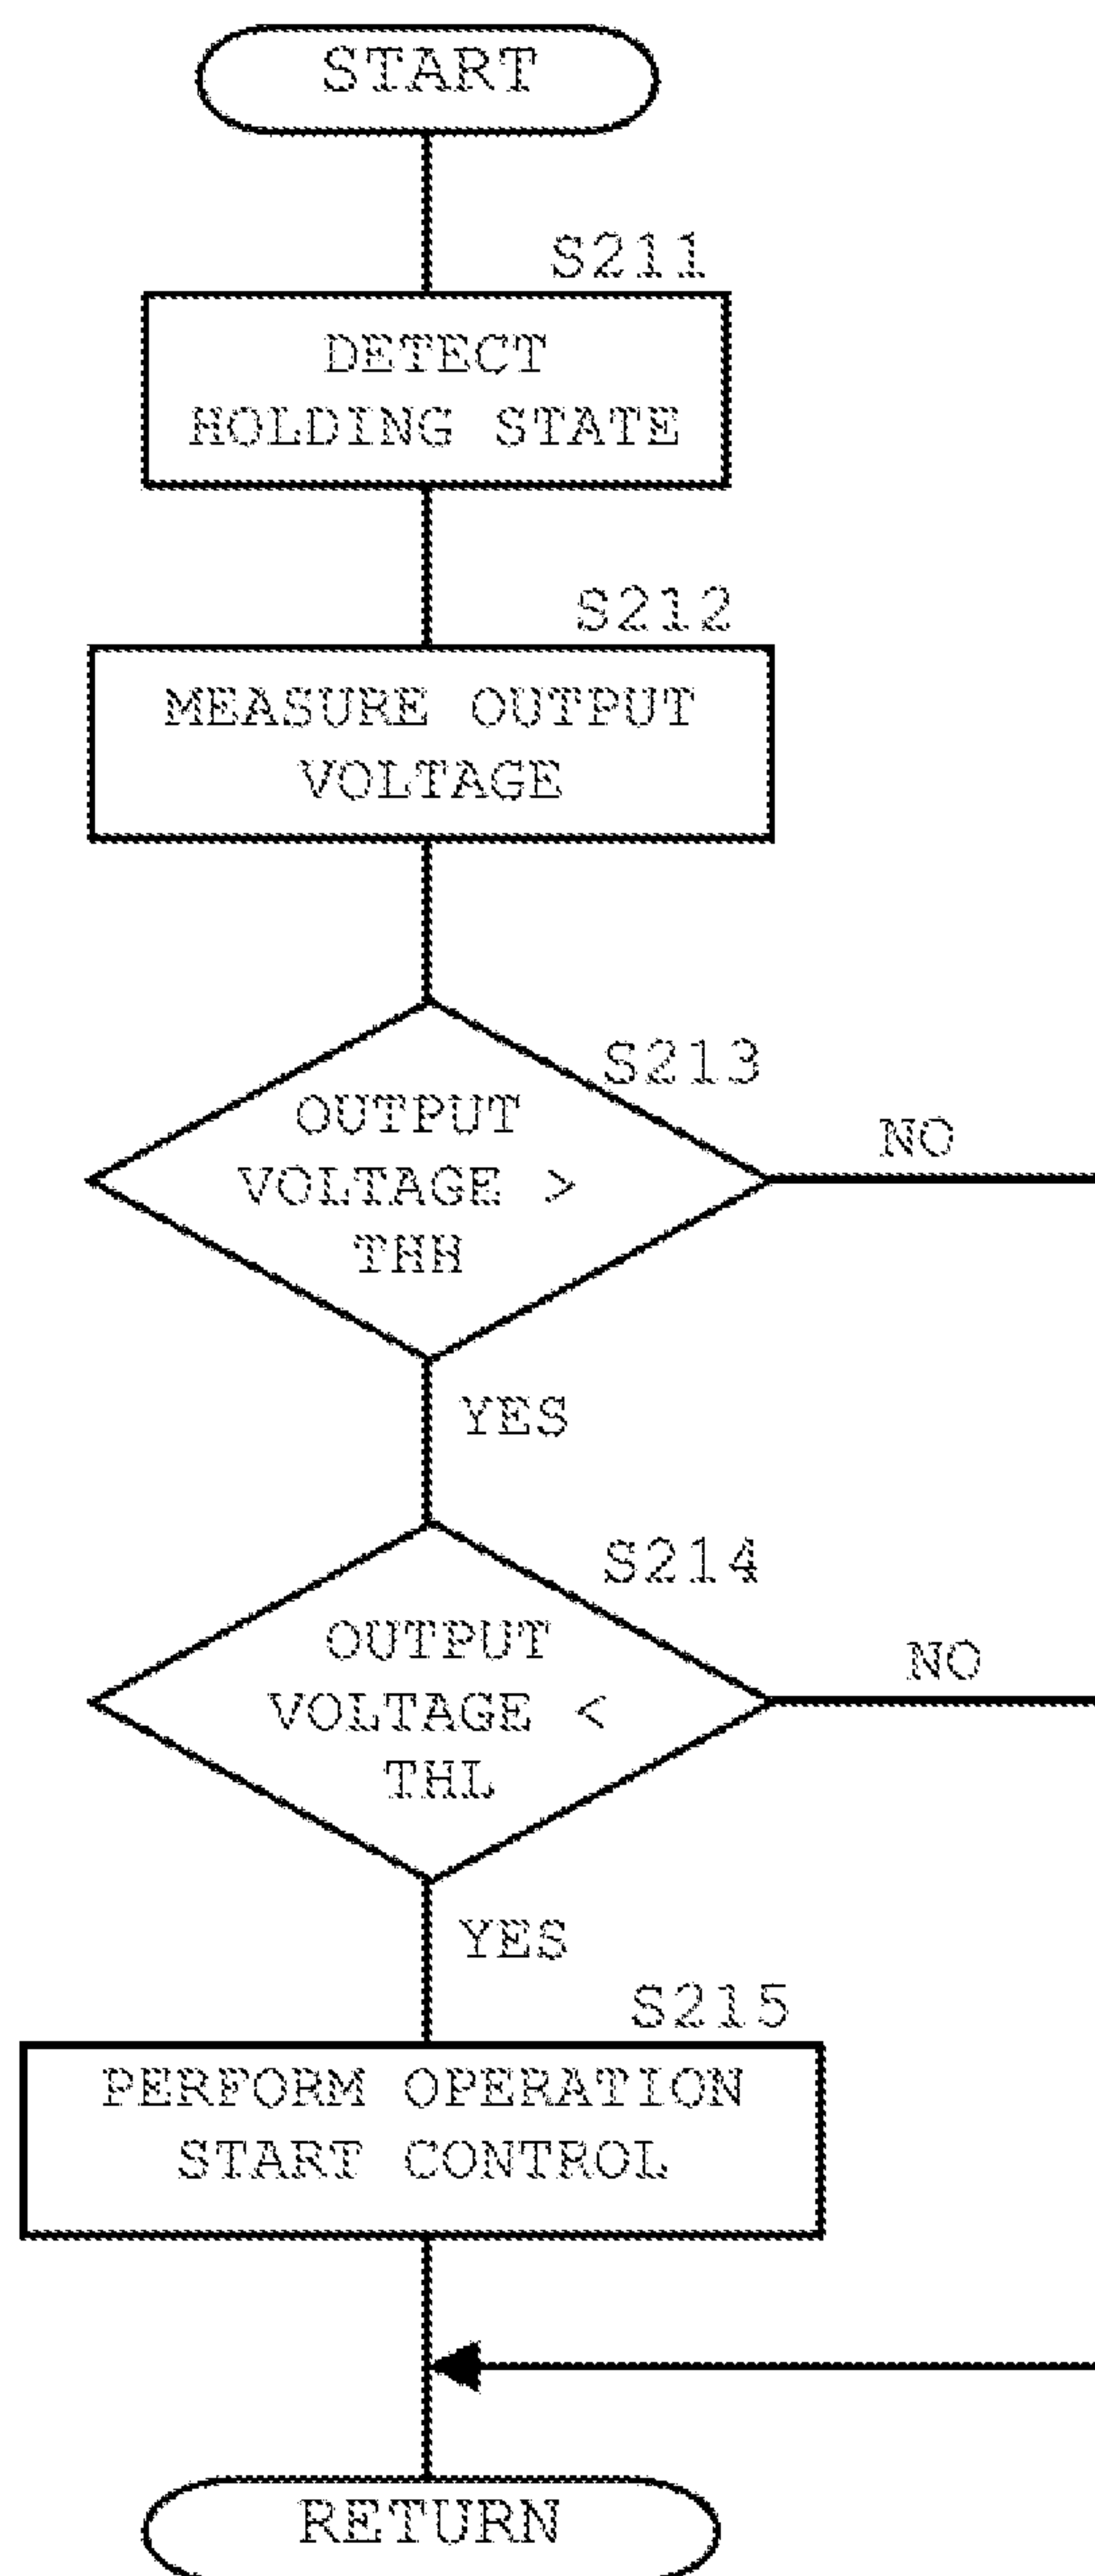 START
S211
DETECT
HOLDING STATE
S212
MEASURE OUTPUT
VOLTAGE
S213
OUTPUT
VOLTAGE >
THH
NO
YES
S214
OUTPUT
VOLTAGE <
THL
NO
YES
S215
PERFORM OPERATION
START CONTROL
RETURN